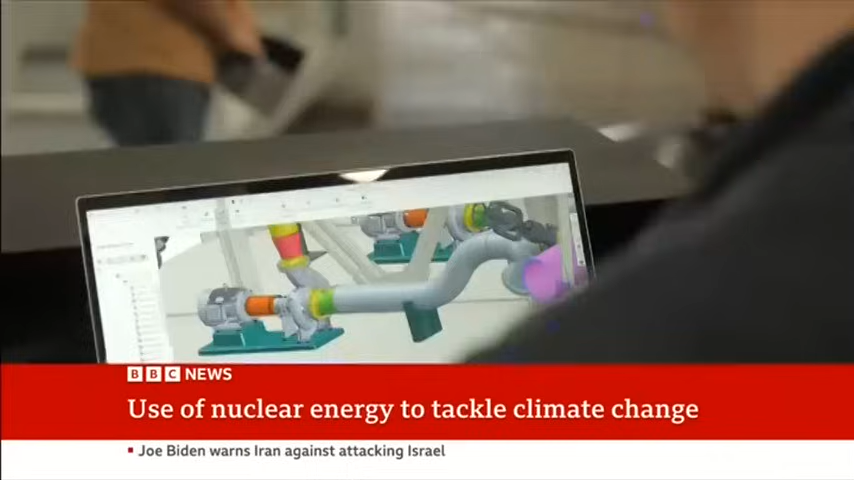 BBC NEWS
Use of nuclear energy to tackle climate change
Joe Biden warns Iran against attacking Israel